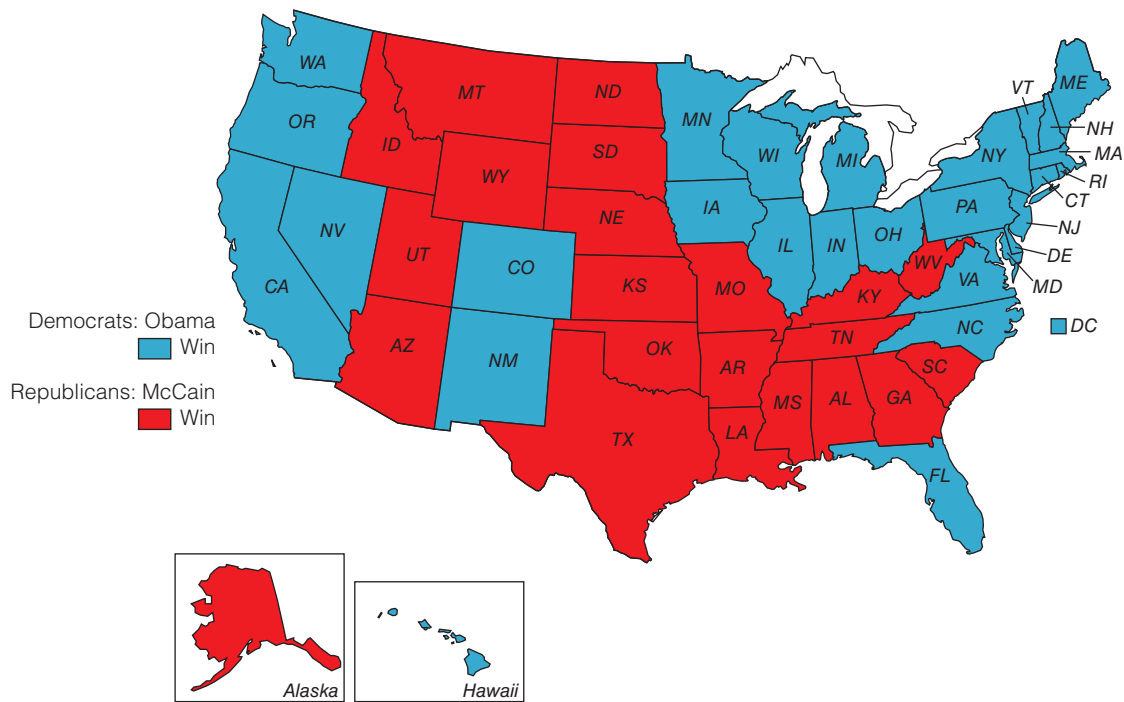 WA
MT
ND
MN
VT
ME
OR
ID
SD
WI
MI
NY
NH
MA
WY
RI
CT
IA
NE
PA
NV
UT
CO
IL
IN
OH
NJ
DE
CA
KS
MO
WV
VA
MD
KY
Democrats: Obama
Win
AZ
NM
OK
TN
NC
DC
AR
SC
Republicans: McCain
Win
TX
LA
MS
AL
GA
FL
Alaska
Hawaii